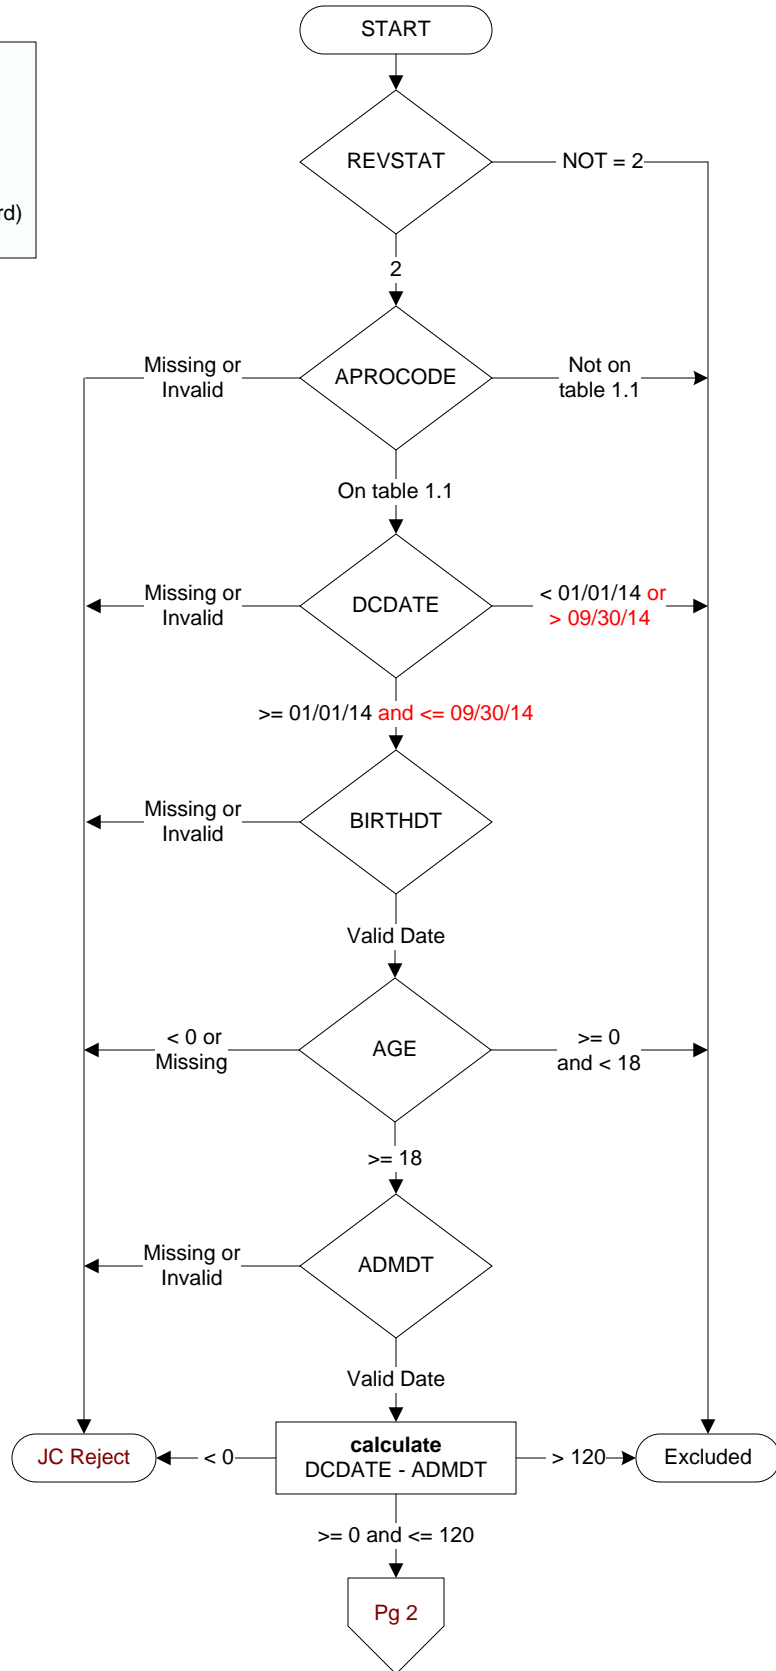 START
rd)
REVSTAT
NOT = 2
2
Missing or
Invalid
APROCODE
Not on
table 1.1
On table 1.1
Missing or
Invalid
DCDATE
< 01/01/14 or
> 09/30/14
>= 01/01/14 and <= 09/30/14
Missing or
Invalid
BIRTHDT
Valid Date
< 0 or
Missing
AGE
>= 0
and < 18
>= 18
Missing or
Invalid
ADMDT
Valid Date
JC Reject
< 0
calculate
DCDATE - ADMDT
> 120
Excluded
>= 0 and <= 120
Pg 2